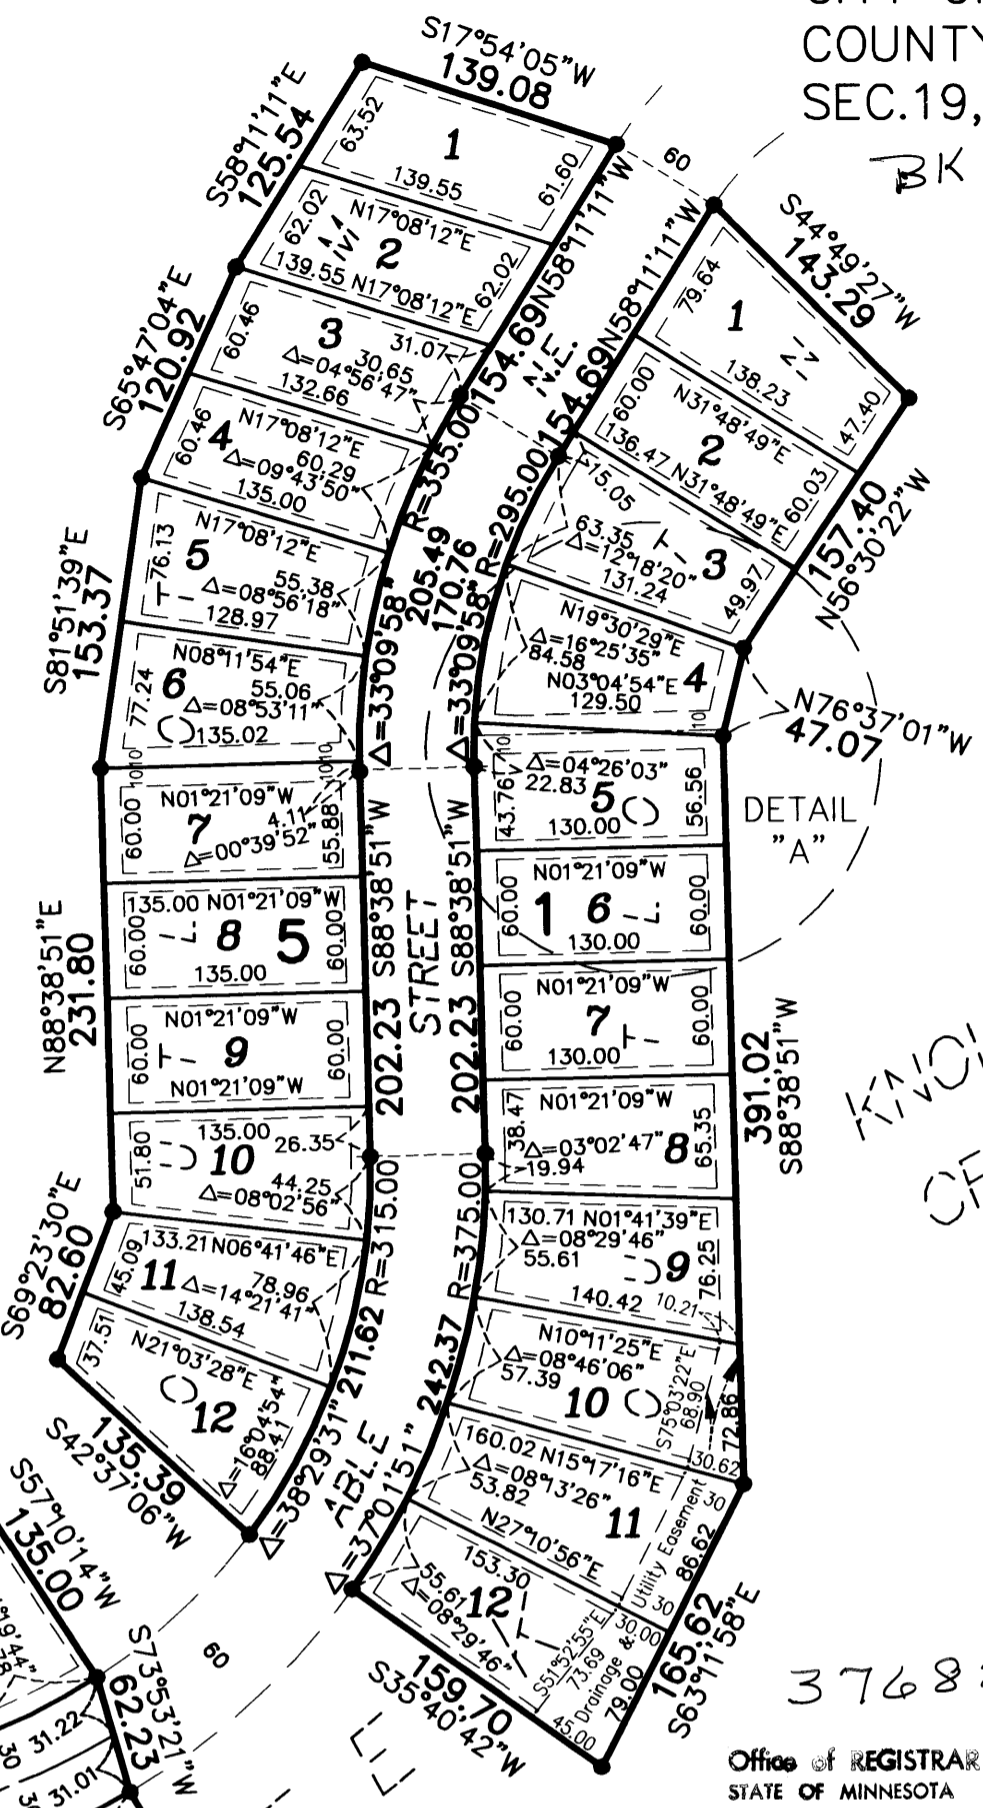 COUNTY
SEC.19,
BK
S17°54'05"W
139.08
S58°11'11"E
125.54
63.52
1
139.55
61.60
60
62.02
N17°08'12"E
2
139.55 N17°08'12"E
62.02
154.69 N58°11'11"W
154.69 N58°11'11"W
N.E.
S44°49'27"W
143.29
79.64
1
138.23
47.40
S65°47'04"E
120.92
60.46
3
31.07
30.65
Δ=04°56'47"
132.66
60.00
N31°48'49"E
2
136.47 N31°48'49"E
60.03
157.40
N56°30'22"W
60.46
4
N17°08'12"E
60.29
Δ=09°43'50"
135.00
R=355.00
205.49
Δ=33°09'58"
R=295.00
170.76
Δ=33°09'58"
15.05
63.35
Δ=12°18'20"
131.24
3
49.97
S81°51'39"E
153.37
76.13
5
N17°08'12"E
55.38
Δ=08°56'18"
128.97
N19°30'29"E
Δ=16°25'35"
84.58
4
N03°04'54"E
129.50
10
N76°37'01"W
47.07
77.24
6
N08°11'54"E
55.06
Δ=08°53'11"
135.02
10 10
10 10
10
43.76
Δ=04°26'03"
22.83
5
130.00
56.56
DETAIL
"A"
60.00
N01°21'09"W
7
4.11
Δ=00°39'52"
55.88
S88°38'51"W
202.23
STREET
S88°38'51"W
202.23
N88°38'51"E
231.80
135.00 N01°21'09"W
60.00
8
5
60.00
135.00
60.00
N01°21'09"W
1
6
130.00
60.00
60.00
N01°21'09"W
9
60.00
N01°21'09"W
60.00
N01°21'09"W
7
130.00
60.00
391.02
S88°38'51"W
51.80
135.00
26.35
10
44.25
Δ=08°02'56"
38.47
N01°21'09"W
Δ=03°02'47"
19.94
8
65.35
S69°23'30"E
82.60
45.09
133.21 N06°41'46"E
11
78.96
Δ=14°21'41"
138.54
R=315.00
211.62
Δ=38°29'31"
R=375.00
242.37
Δ=37°01'51"
130.71 N01°41'39"E
Δ=08°29'46"
55.61
9
76.25
140.42
10.21
37.51
N21°03'28"E
12
Δ=16°04'54"
88.41
N10°11'25"E
Δ=08°46'06"
57.39
10
S75°03'22"E
68.90
72.86
30.62
S42°37'06"W
135.39
ABLE
160.02 N15°17'16"E
Δ=08°13'26"
53.82
11
N27°10'56"E
Utility Easement
30
86.62
30
153.30
55.61
Δ=08°29'46"
12
S51°52'55"E
73.69
Drainage &
30.00
79.00
45.00
165.62
S63°11'58"E
159.70
S35°40'42"W
S57°10'14"W
135.00
60
S73°53'21"W
62.23
31.22
31.01
30
Office of REGISTRAR
STATE OF MINNESOTA